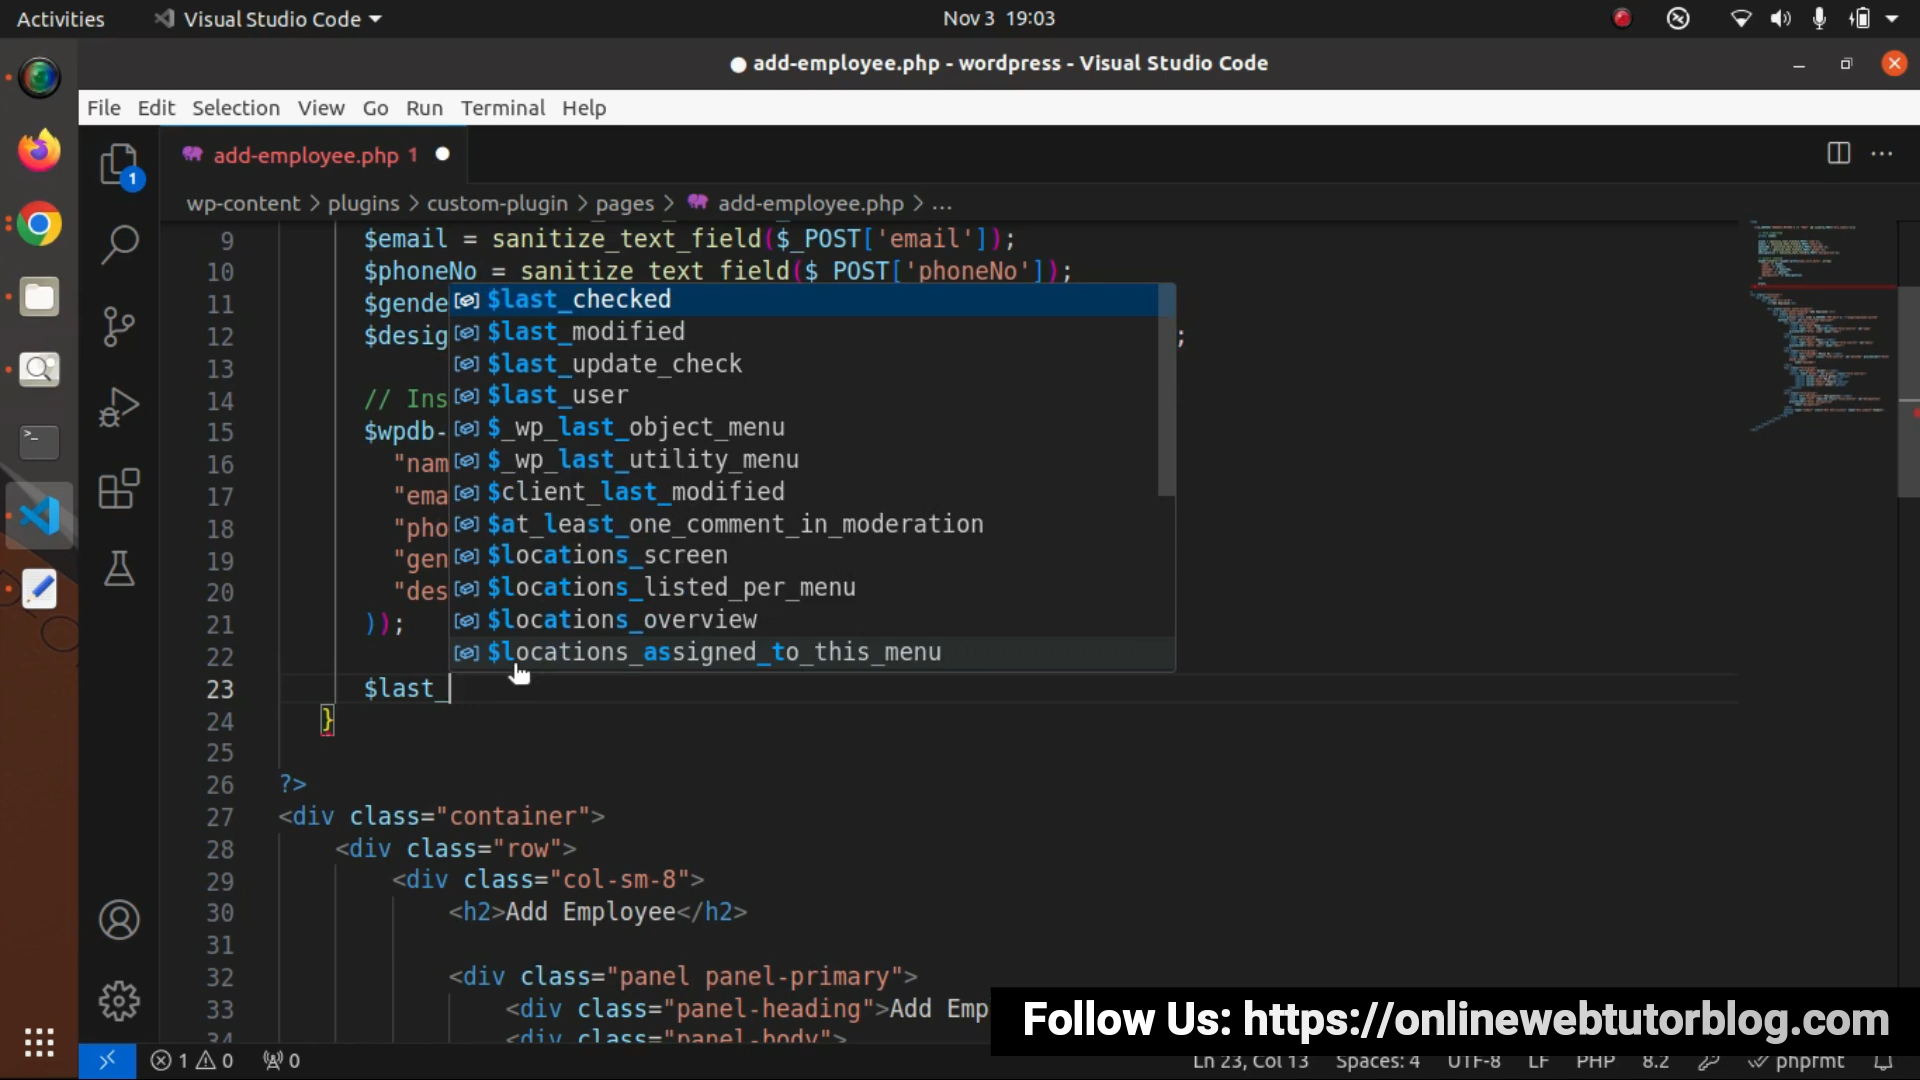 Activities
Visual Studio Code
Nov 3 19:03
add-employee.php - wordpress - Visual Studio Code
File Edit Selection View Go Run Terminal Help
add-employee.php 1
1
wp-content > plugins > custom-plugin > pages > add-employee.php > ...
9 $email = sanitize_text_field($_POST['email']);
10 $phoneNo = sanitize_text_field($_POST['phoneNo']);
11 $gende
12 $desig ;
13
14 // Ins
15 $wpdb-
16 "nam
17 "ema
18 "pho
19 "gen
20 "des
21 ));
22
23 $last_
$last_checked
$last_modified
$last_update_check
$last_user
$_wp_last_object_menu
$_wp_last_utility_menu
$client_last_modified
$at_least_one_comment_in_moderation
$locations_screen
$locations_listed_per_menu
$locations_overview
$locations_assigned_to_this_menu
24 }
25
26 ?>
27 <div class="container">
28 <div class="row">
29 <div class="col-sm-8">
30 <h2>Add Employee</h2>
31
32 <div class="panel panel-primary">
33 <div class="panel-heading">Add Emp
34 <div class="panel-body">
Follow Us: https://onlinewebtutorblog.com
1 0 0
Ln 23, Col 13 Spaces: 4 UTF-8 LF PHP 8.2 phpfmt